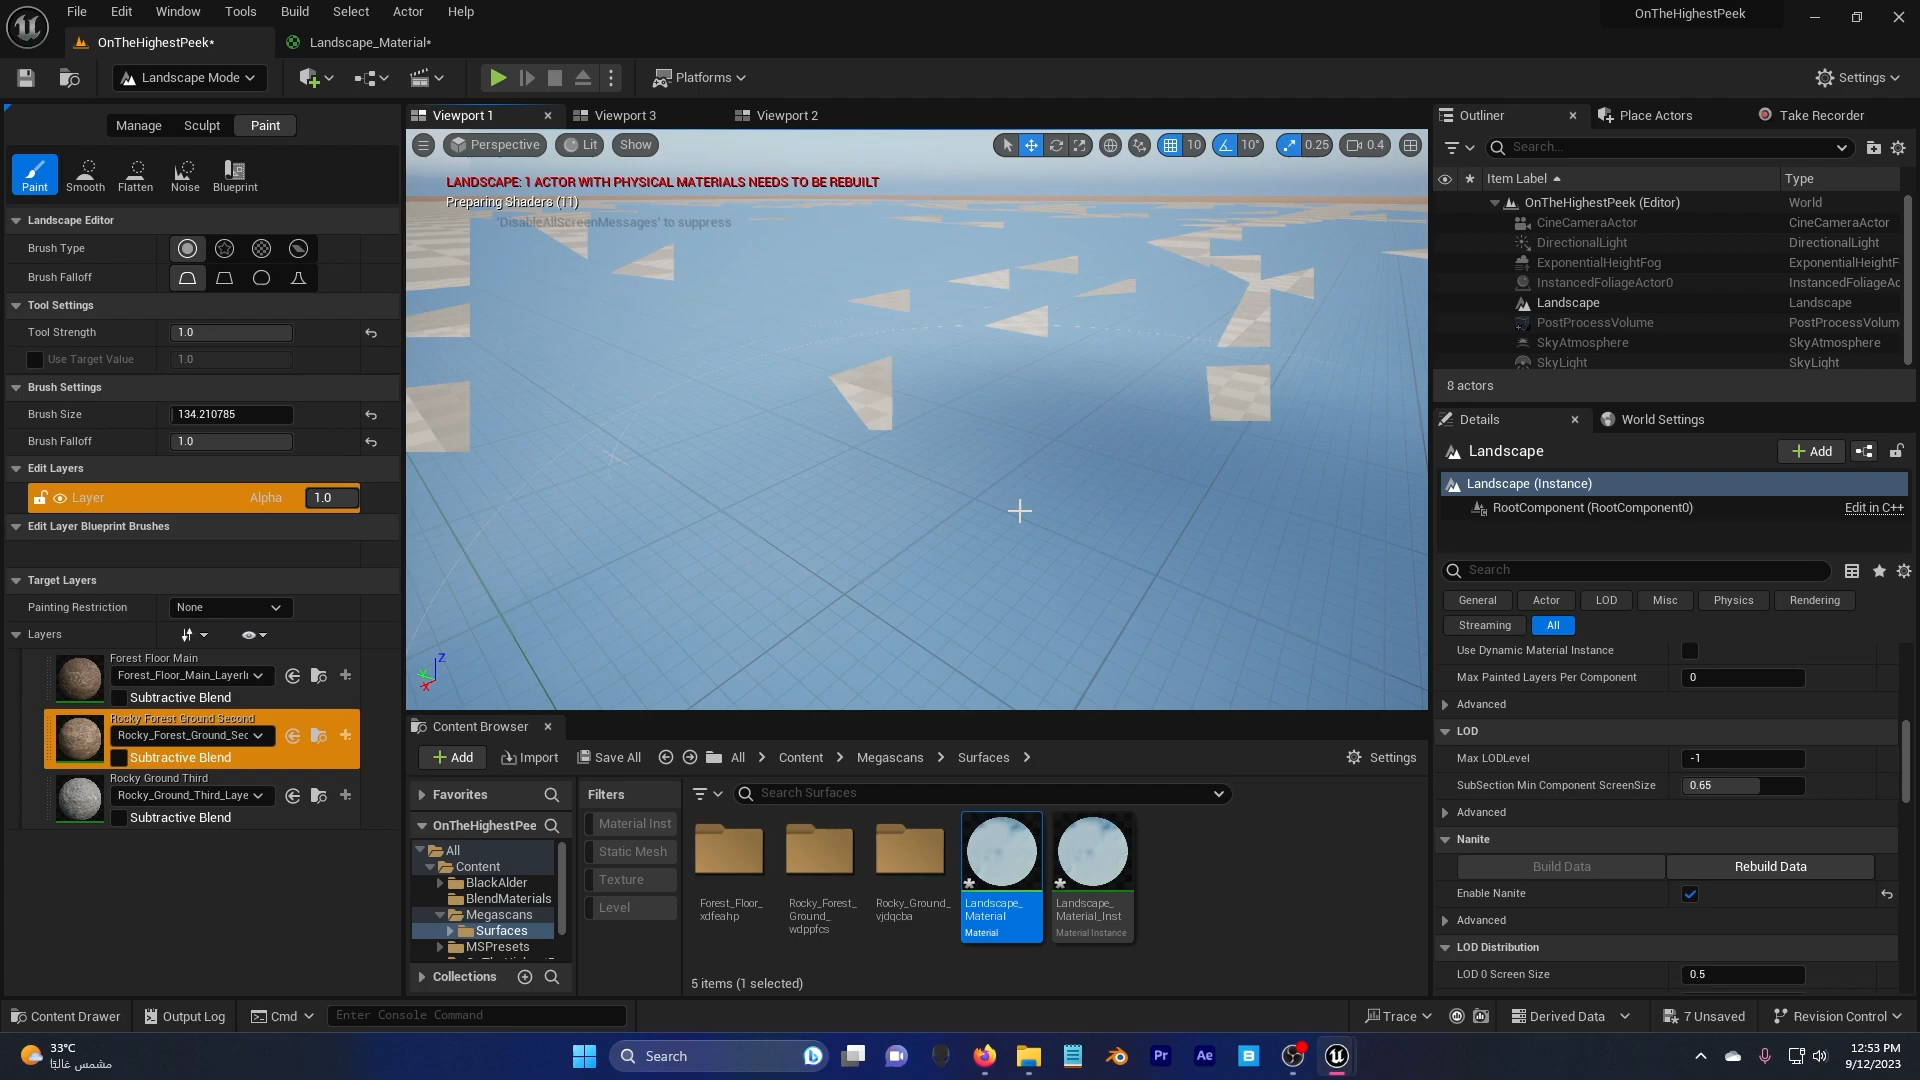 File Edit Window Tools Build Select Actor Help
OnTheHighestPeek
OnTheHighestPeek*
Landscape_Material*
Landscape Mode
Platforms
Settings
Manage Sculpt Paint
Paint Smooth Flatten Noise Blueprint
Landscape Editor
Brush Type
Brush Falloff
Tool Settings
Tool Strength 1.0
Use Target Value 1.0
Brush Settings
Brush Size 134.210785
Brush Falloff 1.0
Edit Layers
Layer Alpha 1.0
Edit Layer Blueprint Brushes
Target Layers
Painting Restriction None
Layers
Forest Floor Main
Forest_Floor_Main_LayerIr
Subtractive Blend
Rocky Forest Ground Second
Rocky_Forest_Ground_Sec
Subtractive Blend
Rocky Ground Third
Rocky_Ground_Third_Laye
Subtractive Blend
Viewport 1 Viewport 3 Viewport 2
Perspective Lit Show
10 10° 0.25 0.4
LANDSCAPE: 1 ACTOR WITH PHYSICAL MATERIALS NEEDS TO BE REBUILT
Preparing Shaders (11)
'DisableAllScreenMessages' to suppress
Z
Y
X
Content Browser
Add Import Save All All Content Megascans Surfaces Settings
Favorites
OnTheHighestPee
All
Content
BlackAlder
BlendMaterials
Megascans
Surfaces
MSPresets
Collections
Filters
Material Inst
Static Mesh
Texture
Level
Search Surfaces
Forest_Floor_
xdfeahp
Rocky_Forest_
Ground_
wdppfcs
Rocky_Ground_
vjdqcba
Landscape_
Material
Material
Landscape_
Material_Inst
Material Instance
5 items (1 selected)
Outliner Place Actors Take Recorder
Search...
Item Label Type
OnTheHighestPeek (Editor) World
CineCameraActor CineCameraActor
DirectionalLight DirectionalLight
ExponentialHeightFog ExponentialHeightF
InstancedFoliageActor0 InstancedFoliageAc
Landscape Landscape
PostProcessVolume PostProcessVolum
SkyAtmosphere SkyAtmosphere
SkyLight SkyLight
8 actors
Details World Settings
Landscape Add
Landscape (Instance)
RootComponent (RootComponent0) Edit in C++
Search
General Actor LOD Misc Physics Rendering
Streaming All
Use Dynamic Material Instance
Max Painted Layers Per Component 0
Advanced
LOD
Max LODLevel -1
SubSection Min Component ScreenSize 0.65
Advanced
Nanite
Build Data Rebuild Data
Enable Nanite
Advanced
LOD Distribution
LOD 0 Screen Size 0.5
Content Drawer Output Log Cmd Enter Console Command
Trace Derived Data 7 Unsaved Revision Control
33°C
مشمس غالبًا
Search
Pr Ae B
12:53 PM
9/12/2023